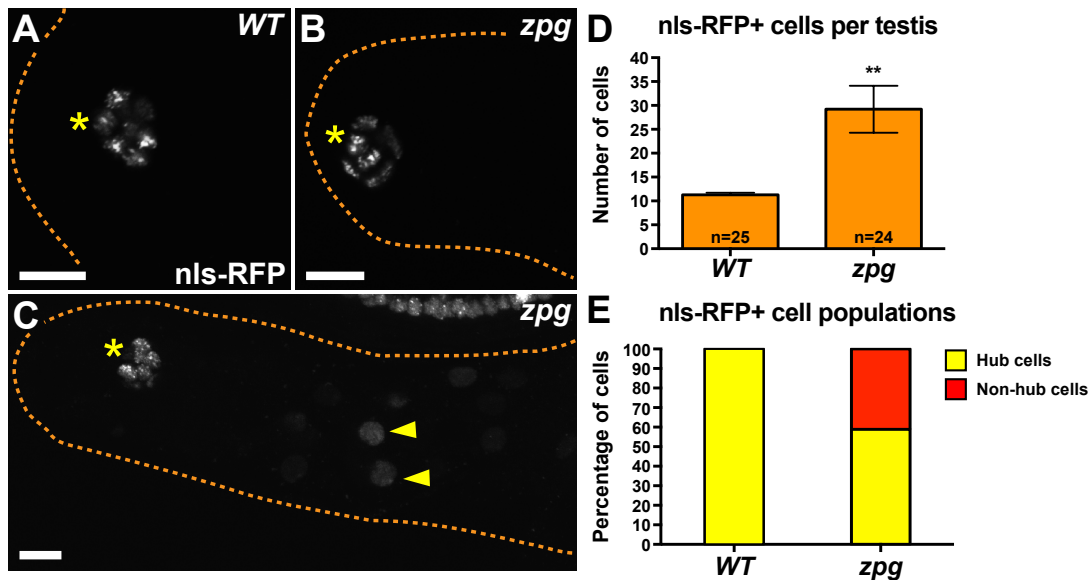 A
WT
*
nls-RFP
B
zpg
*
C
zpg
*
D
nls-RFP+ cells per testis
Number of cells
40
35
30
25
20
15
10
5
0
**
n=25
n=24
WT
zpg
E
nls-RFP+ cell populations
Percentage of cells
100
90
80
70
60
50
40
30
20
10
0
WT
zpg
Hub cells
Non-hub cells